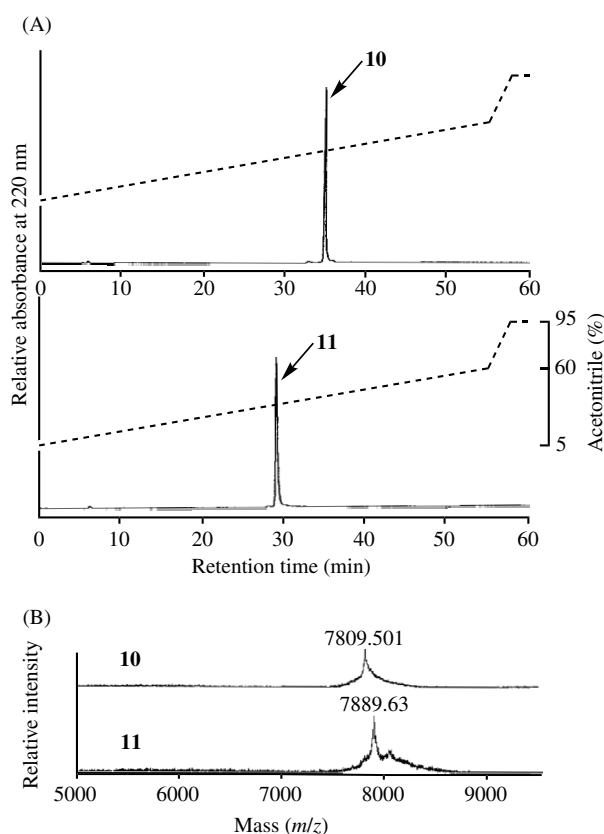 (A)
10
Relative absorbance at 220 nm
0 10 20 30 40 50 60
11
95
60
5
Acetonitrile (%)
0 10 20 30 40 50 60
Retention time (min)
(B)
7809.501
10
7889.63
11
Relative intensity
5000 6000 7000 8000 9000
Mass (m/z)